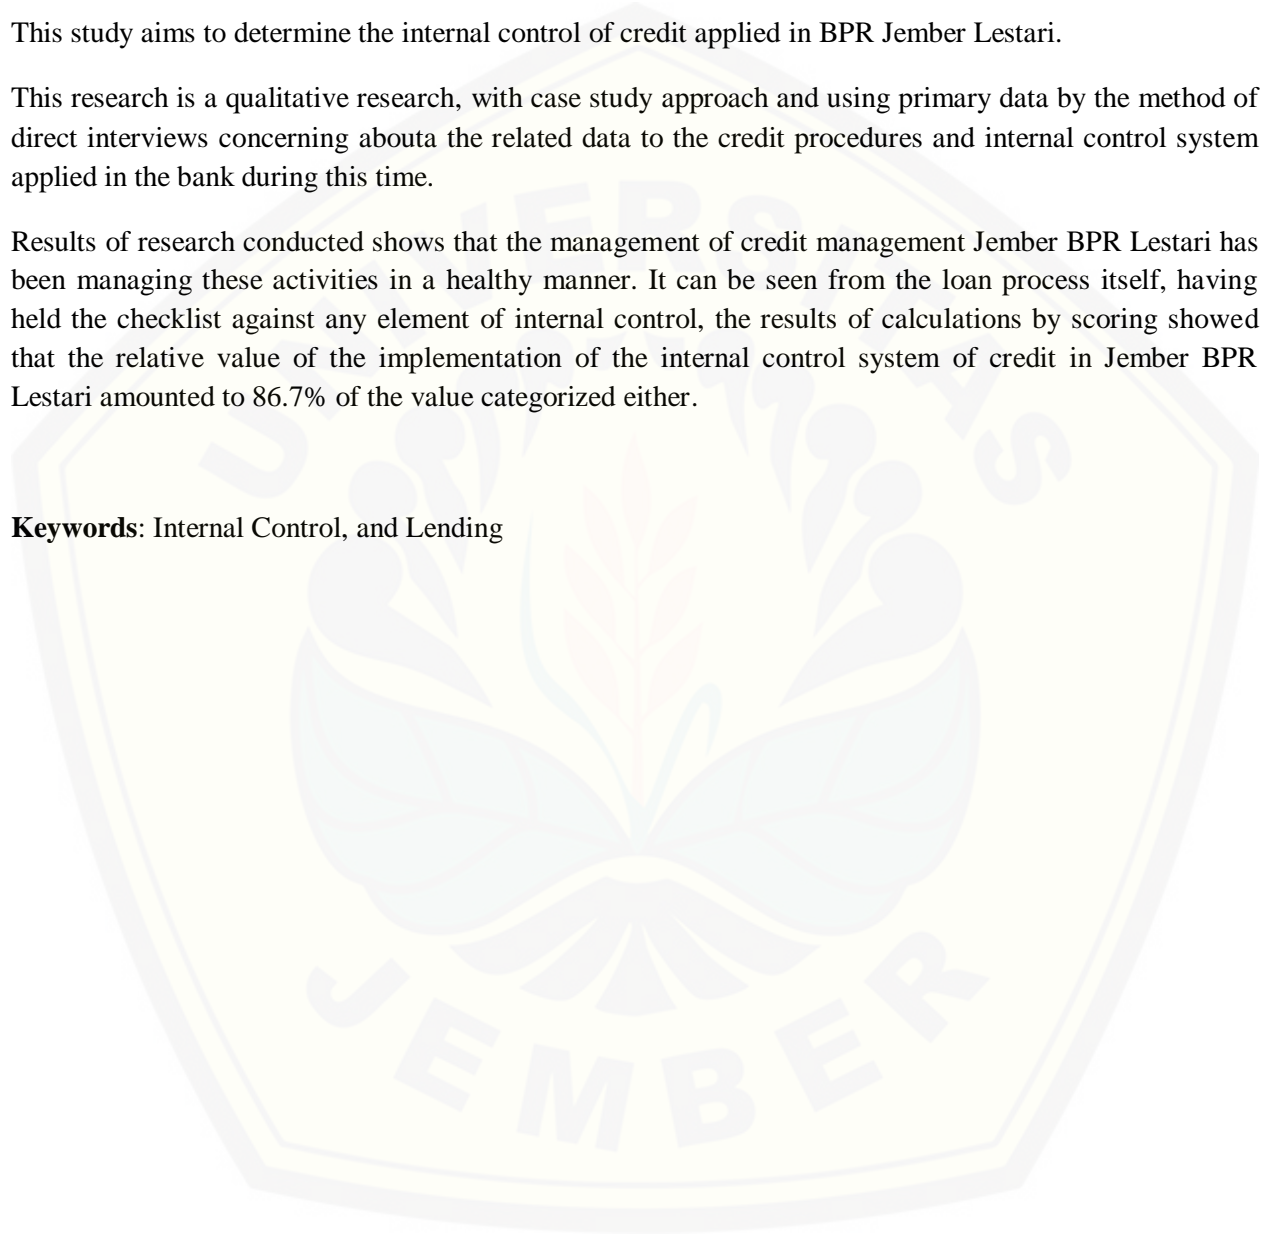 This study aims to determine the internal control of credit applied in BPR Jember Lestari.
This research is a qualitative research, with case study approach and using primary data by the method of
direct interviews concerning abouta the related data to the credit procedures and internal control system
applied in the bank during this time.
Results of research conducted shows that the management of credit management Jember BPR Lestari has
been managing these activities in a healthy manner. It can be seen from the loan process itself, having
held the checklist against any element of internal control, the results of calculations by scoring showed
that the relative value of the implementation of the internal control system of credit in Jember BPR
Lestari amounted to 86.7% of the value categorized either.
Keywords: Internal Control, and Lending
UNIVERSITAS
JEMBER